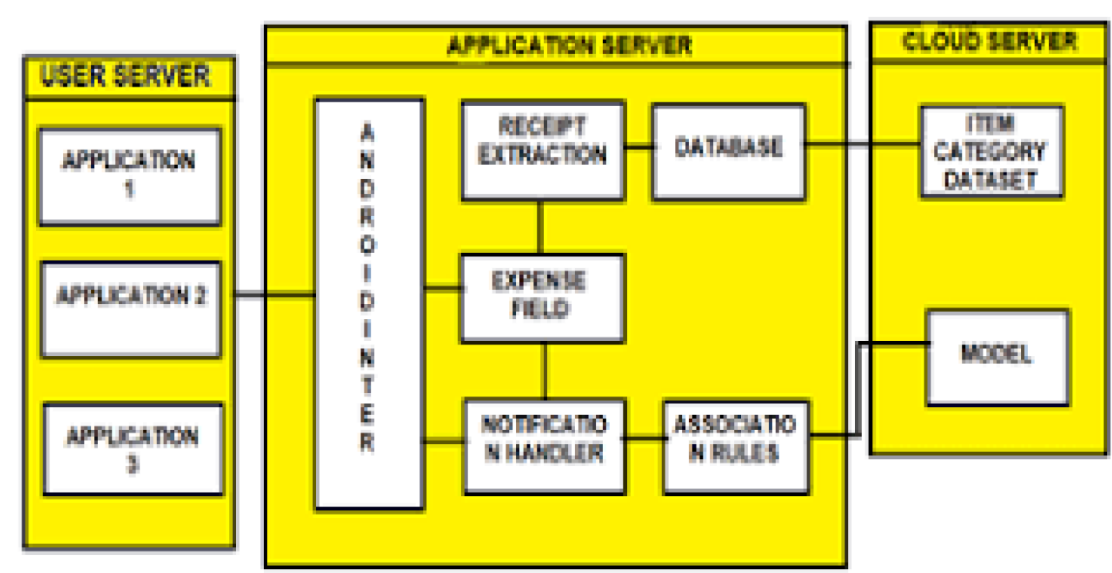 USER SERVER
APPLICATION
1
APPLICATION 2
APPLICATION
3
APPLICATION SERVER
A
N
D
R
O
I
D
I
N
T
E
R
RECEIPT
EXTRACTION
DATABASE
EXPENSE
FIELD
NOTIFICATIO
N HANDLER
ASSOCIATIO
N RULES
CLOUD SERVER
ITEM
CATEGORY
DATASET
MODEL